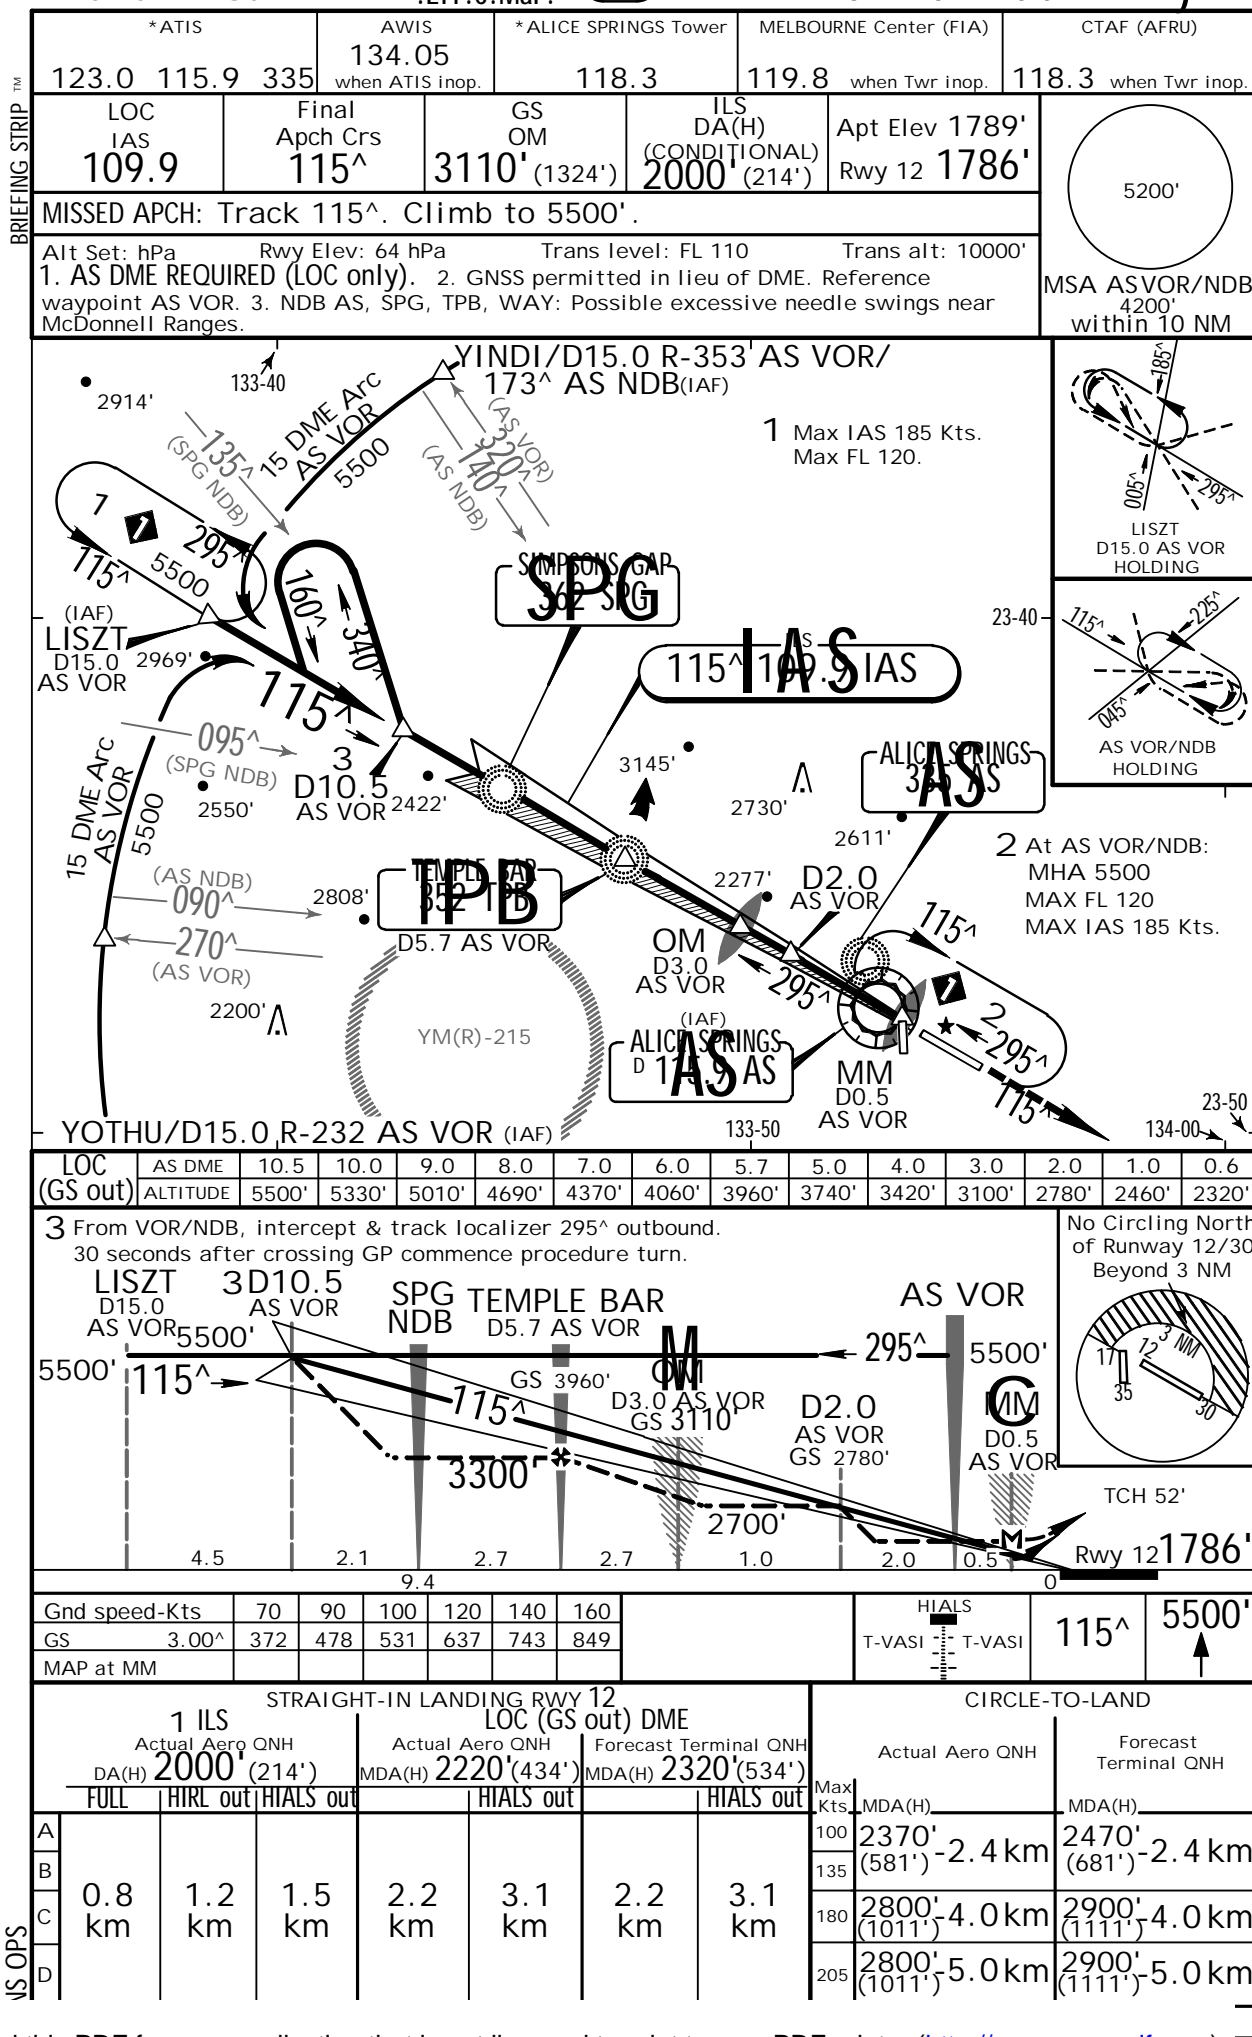 *ATIS
123.0 115.9 335
AWIS
134.05
when ATIS inop.
*ALICE SPRINGS Tower
118.3
MELBOURNE Center (FIA)
119.8 when Twr inop.
CTAF (AFRU)
118.3 when Twr inop.
BRIEFING STRIP ™
LOC
IAS
109.9
Final
Apch Crs
115^
GS
OM
3110' (1324')
ILS
DA(H)
(CONDITIONAL)
2000' (214')
Apt Elev 1789'
Rwy 12 1786'
5200'
MSA AS VOR/NDB
4200'
within 10 NM
MISSED APCH: Track 115^. Climb to 5500'.
Alt Set: hPa Rwy Elev: 64 hPa Trans level: FL 110 Trans alt: 10000'
1. AS DME REQUIRED (LOC only). 2. GNSS permitted in lieu of DME. Reference
waypoint AS VOR. 3. NDB AS, SPG, TPB, WAY: Possible excessive needle swings near
McDonnell Ranges.
YINDI/D15.0 R-353 AS VOR/
173^ AS NDB(IAF)
133-40
2914'
15 DME Arc
AS VOR
5500
135^
(SPG NDB)
(AS VOR)
320^
140^
(AS NDB)
1 Max IAS 185 Kts.
Max FL 120.
185^
005^
295^
LISZT
D15.0 AS VOR
HOLDING
1
1
295^
5500
115^
160^
340^
(IAF)
LISZT
D15.0
AS VOR
2969'
115^
SIMPSONS GAP
362 SPG
SPG
ILS
115^ 109.9 IAS
IAS
23-40
115^
225^
045^
AS VOR/NDB
HOLDING
095^
(SPG NDB)
2550'
3
D10.5
AS VOR
2422'
3145'
2730'
ALICE SPRINGS
335 AS
AS
2611'
15 DME Arc
AS VOR
5500
2 At AS VOR/NDB:
MHA 5500
MAX FL 120
MAX IAS 185 Kts.
(AS NDB)
090^
270^
(AS VOR)
2808'
TEMPLE BAR
352 TPB
TPB
D5.7 AS VOR
2277'
D2.0
AS VOR
OM
D3.0
AS VOR
295^
115^
1
2
295^
2200'
YM(R)-215
(IAF)
ALICE SPRINGS
D 115.9 AS
AS
MM
D0.5
AS VOR
115^
YOTHU/D15.0 R-232 AS VOR (IAF)
133-50
134-00
23-50
LOC (GS out) AS DME 10.5 10.0 9.0 8.0 7.0 6.0 5.7 5.0 4.0 3.0 2.0 1.0 0.6
ALTITUDE 5500' 5330' 5010' 4690' 4370' 4060' 3960' 3740' 3420' 3100' 2780' 2460' 2320'
3 From VOR/NDB, intercept & track localizer 295^ outbound.
30 seconds after crossing GP commence procedure turn.
No Circling North
of Runway 12/30
Beyond 3 NM
3 NM
17
12
35
30
LISZT
D15.0
AS VOR
3 D10.5
AS VOR
SPG
NDB
TEMPLE BAR
D5.7 AS VOR
AS VOR
5500'
5500'
115^
295^
5500'
GS 3960'
M
OM
D3.0 AS VOR
GS 3110'
115^
D2.0
AS VOR
GS 2780'
C
MM
D0.5
AS VOR
3300'
2700'
M
TCH 52'
Rwy 12 1786'
4.5 2.1 2.7 2.7 1.0 2.0 0.5
9.4 0
Gnd speed-Kts 70 90 100 120 140 160
GS 3.00^ 372 478 531 637 743 849
MAP at MM
HIALS
T-VASI T-VASI
115^
5500'
STRAIGHT-IN LANDING RWY 12
1 ILS
Actual Aero QNH
DA(H) 2000' (214')
LOC (GS out) DME
Actual Aero QNH
MDA(H) 2220' (434')
Forecast Terminal QNH
MDA(H) 2320' (534')
FULL HIRL out HIALS out HIALS out HIALS out
CIRCLE-TO-LAND
Actual Aero QNH
Forecast
Terminal QNH
Max
Kts MDA(H) MDA(H)
A
B
C
D
0.8
km
1.2
km
1.5
km
2.2
km
3.1
km
2.2
km
3.1
km
100
135
2370'
(581') -2.4 km
2470'
(681') -2.4 km
180
2800'
(1011') -4.0 km
2900'
(1111') -4.0 km
205
2800'
(1011') -5.0 km
2900'
(1111') -5.0 km
NS OPS